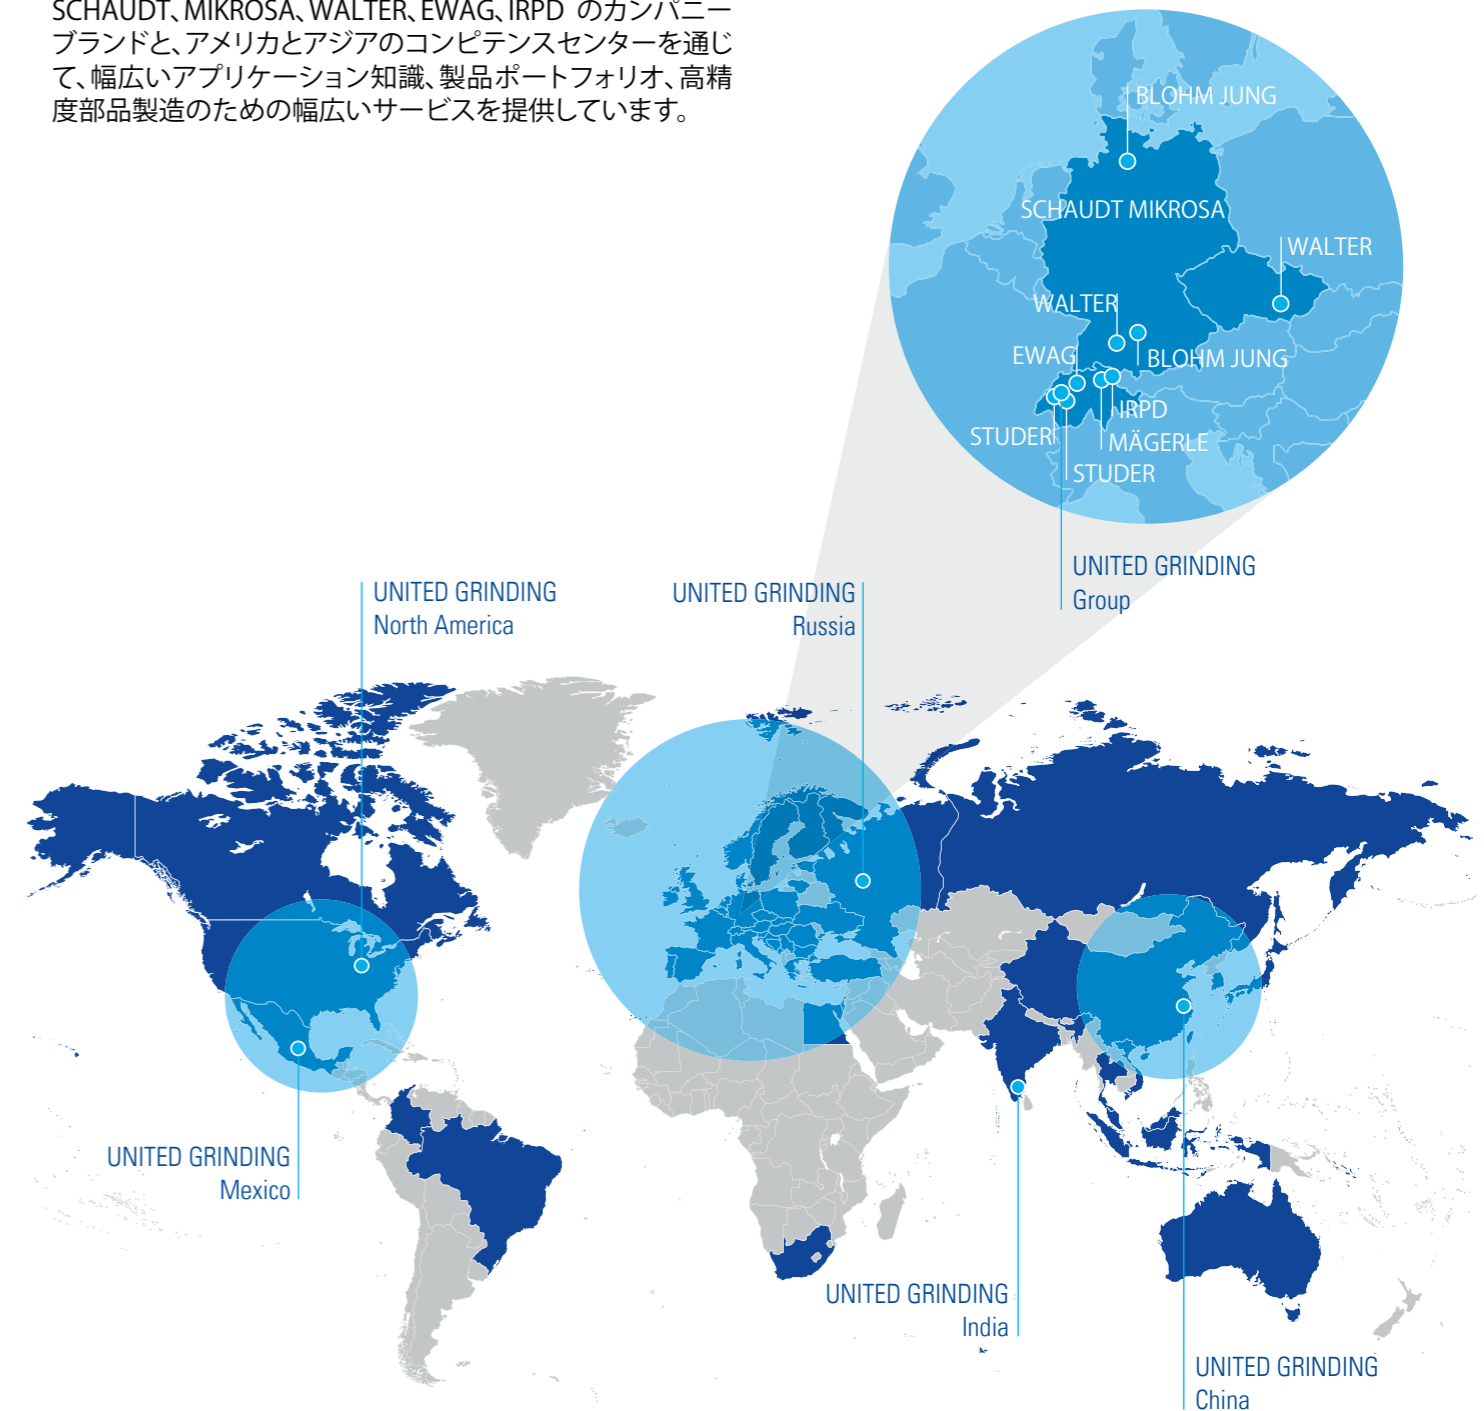 SCHAUDT、MIKROSA、WALTER、EWAG、IRPD のカンパニー
ブランドと、アメリカとアジアのコンピテンスセンターを通じ
て、幅広いアプリケーション知識、製品ポートフォリオ、高精
度部品製造のための幅広いサービスを提供しています。
BLOHM JUNG
SCHAUDT MIKROSA
WALTER
WALTER
EWAG
BLOHM JUNG
IRPD
STUDER
MÄGERLE
STUDER
UNITED GRINDING
Group
UNITED GRINDING
North America
UNITED GRINDING
Russia
UNITED GRINDING
Mexico
UNITED GRINDING
India
UNITED GRINDING
China